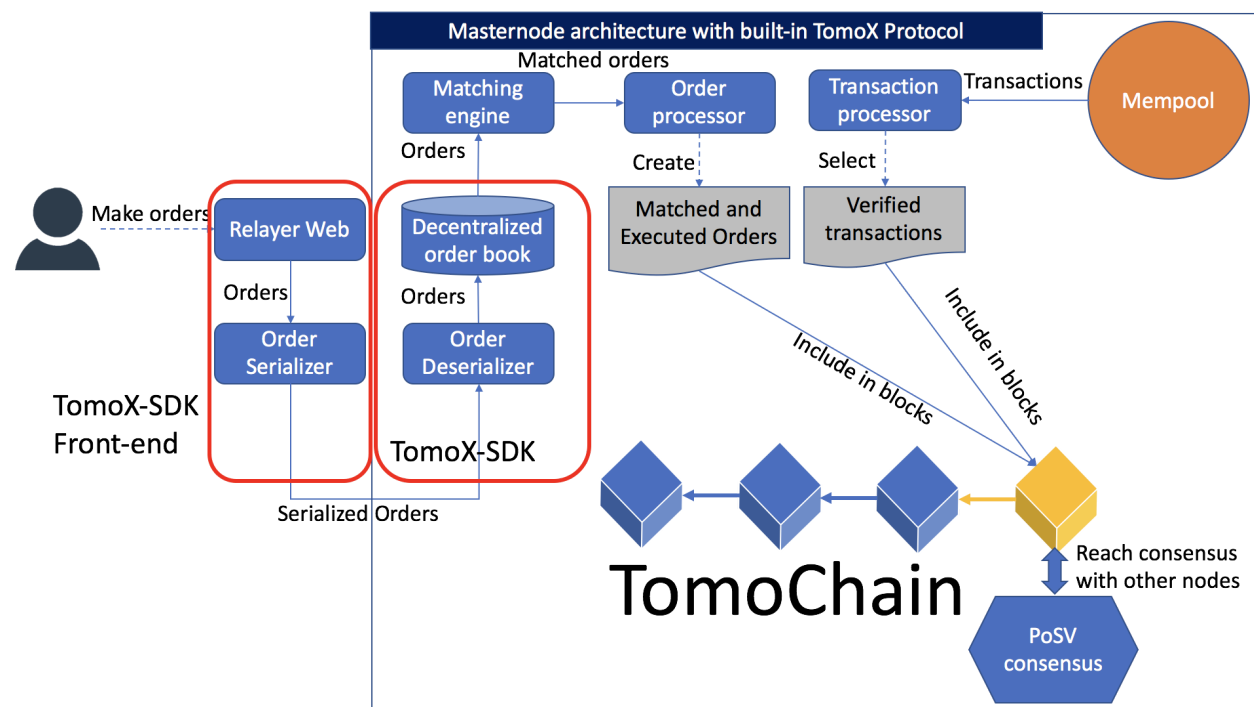 Masternode architecture with built-in TomoX Protocol
Matched orders
Matching
engine
Order
processor
Transaction
processor
Transactions
Mempool
Orders
Create
Select
Make orders
Relayer Web
Decentralized
order book
Matched and
Executed Orders
Verified
transactions
Orders
Orders
Order
Serializer
Order
Deserializer
Include in blocks
Include in blocks
TomoX-SDK
Front-end
TomoX-SDK
Serialized Orders
TomoChain
Reach consensus
with other nodes
PoSV
consensus